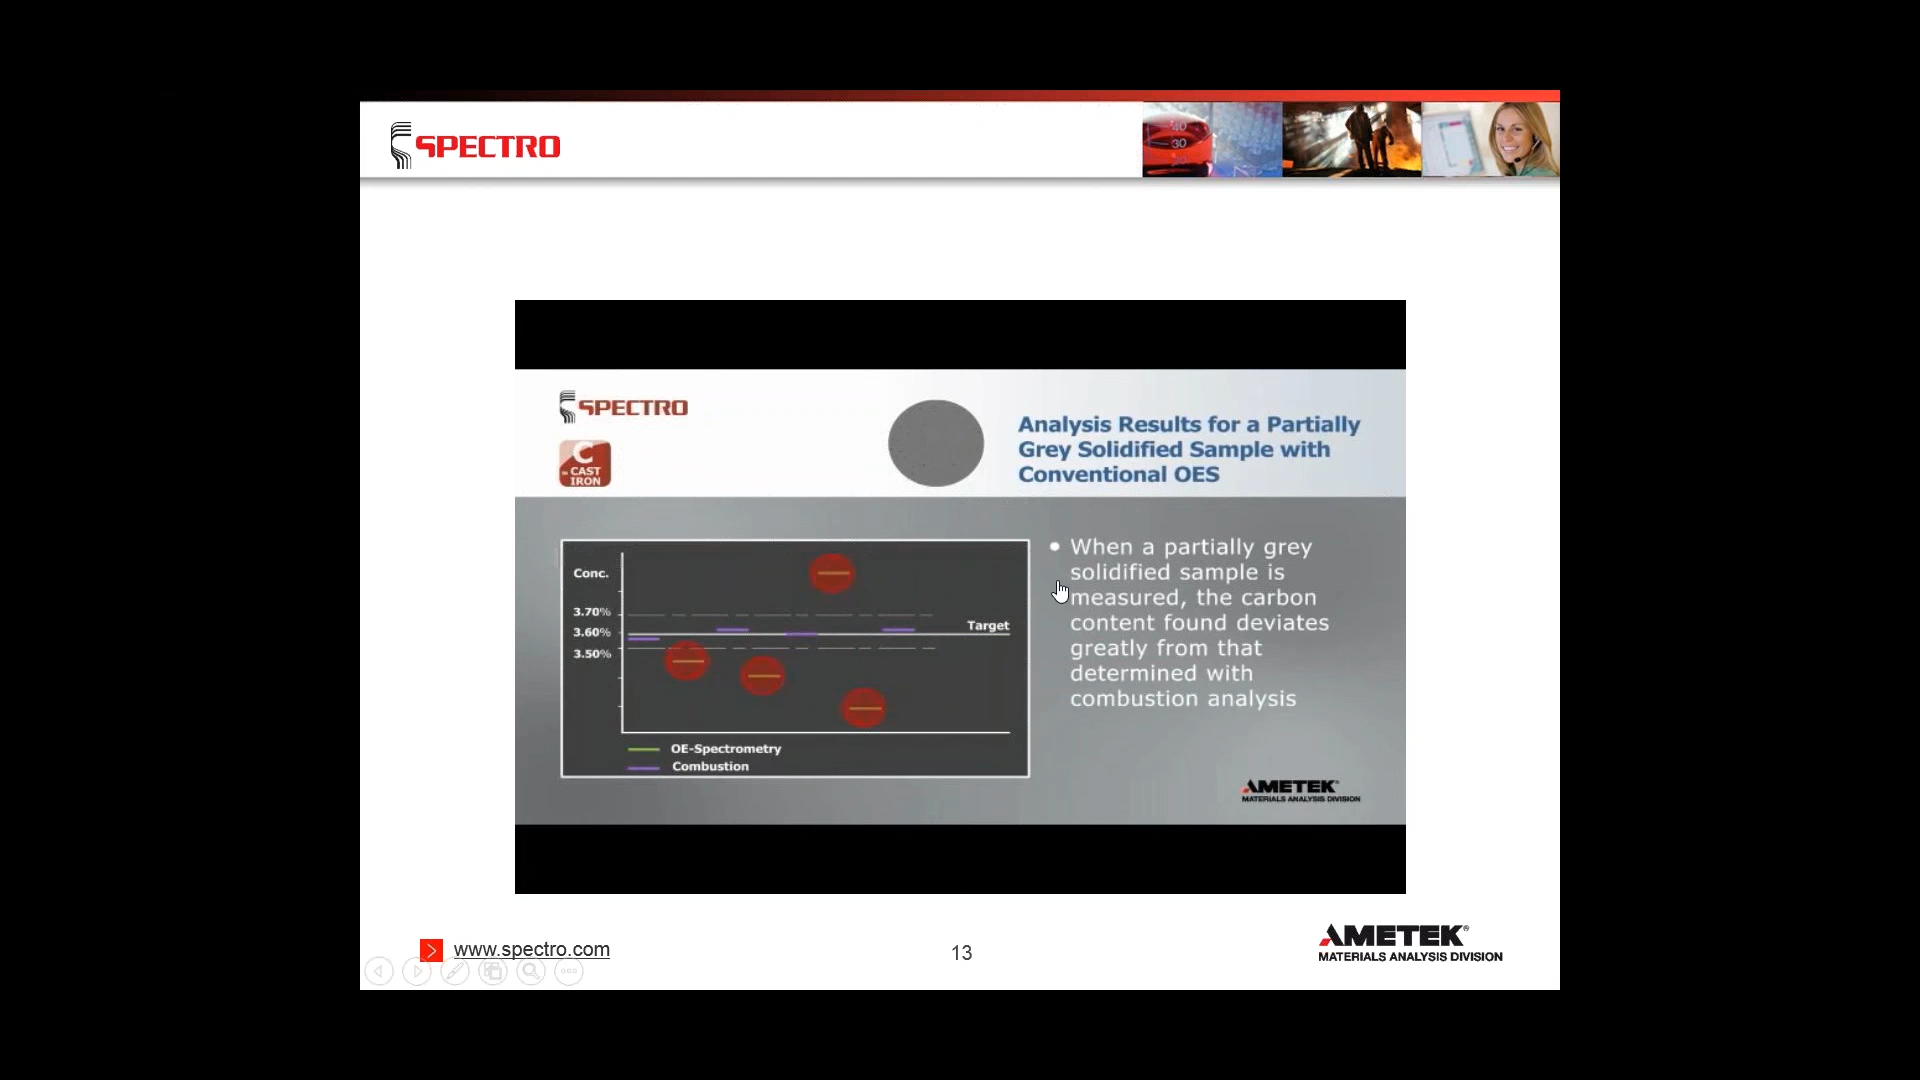 SPECTRO
40
30
SPECTRO
C
CAST
IRON
Analysis Results for a Partially
Grey Solidified Sample with
Conventional OES
Conc.
3.70%
3.60%
3.50%
Target
OE-Spectrometry
Combustion
• When a partially grey
solidified sample is
measured, the carbon
content found deviates
greatly from that
determined with
combustion analysis
AMETEK®
MATERIALS ANALYSIS DIVISION
www.spectro.com
13
AMETEK®
MATERIALS ANALYSIS DIVISION